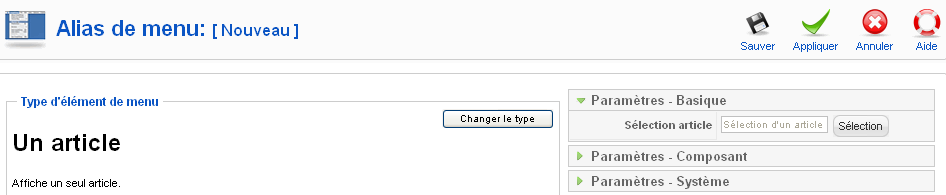 Alias de menu: [ Nouveau ]
Sauver Appliquer Annuler Aide
Type d'élément de menu
Changer le type
Un article
Affiche un seul article.
Paramètres - Basique
Sélection article Sélection d'un article Sélection
Paramètres - Composant
Paramètres - Système